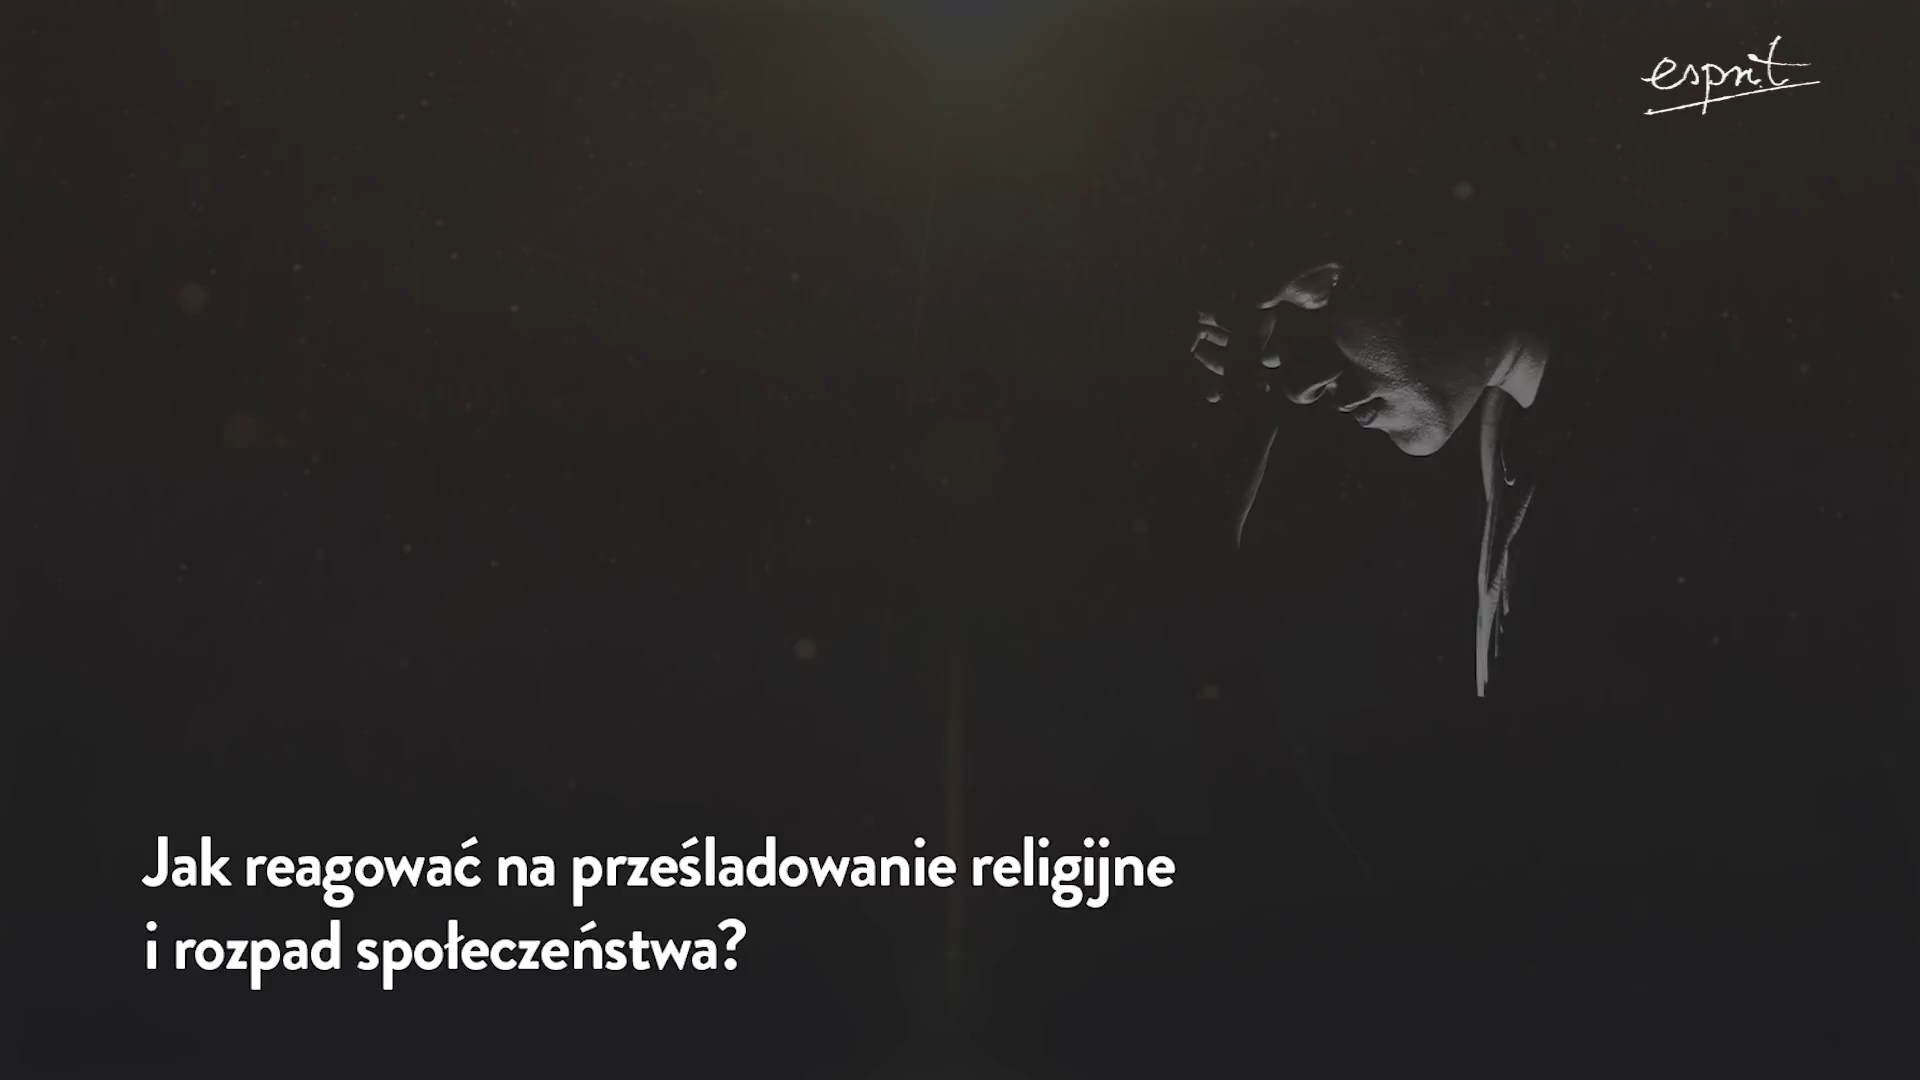 esprit
Jak reagować na prześladowanie religijne
i rozpad społeczeństwa?